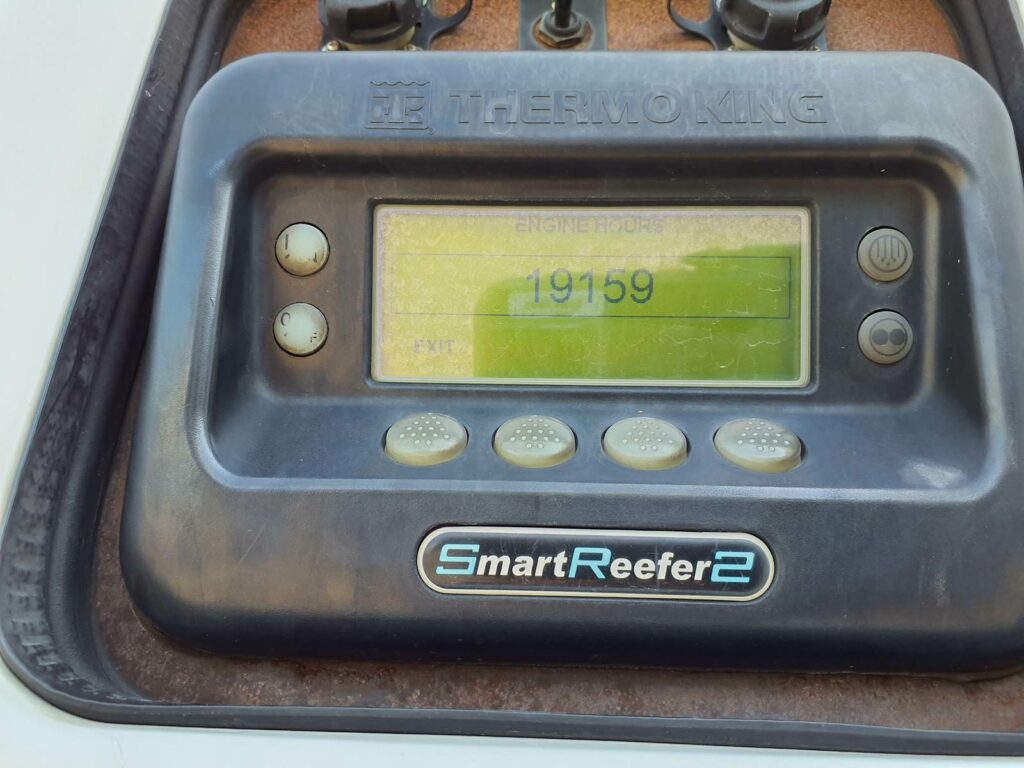 THERMO KING
ENGINE HOURS
19159
EXIT
SmartReefer2